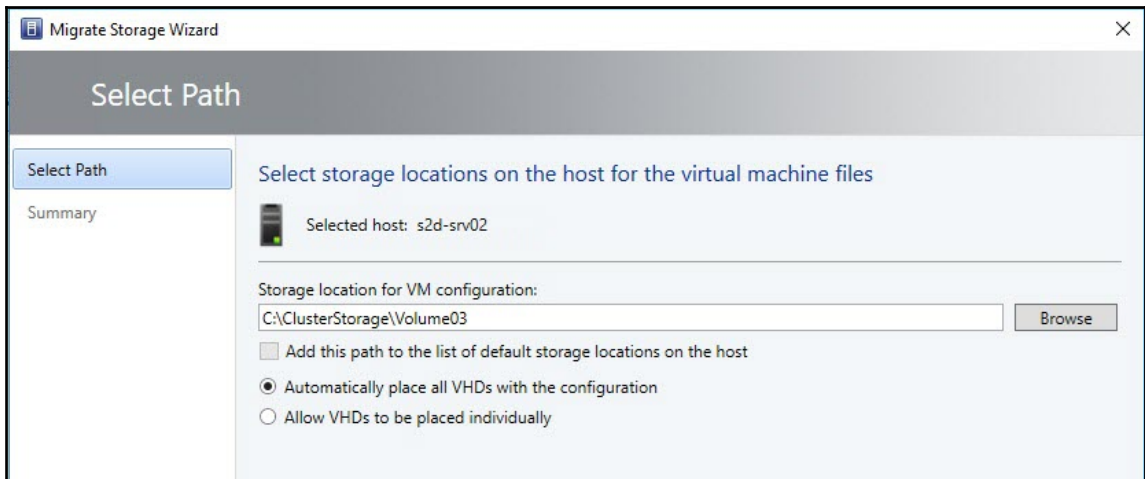 Migrate Storage Wizard
Select Path
Select Path
Summary
Select storage locations on the host for the virtual machine files
Selected host: s2d-srv02
Storage location for VM configuration:
C:\ClusterStorage\Volume03
Browse
Add this path to the list of default storage locations on the host
Automatically place all VHDs with the configuration
Allow VHDs to be placed individually